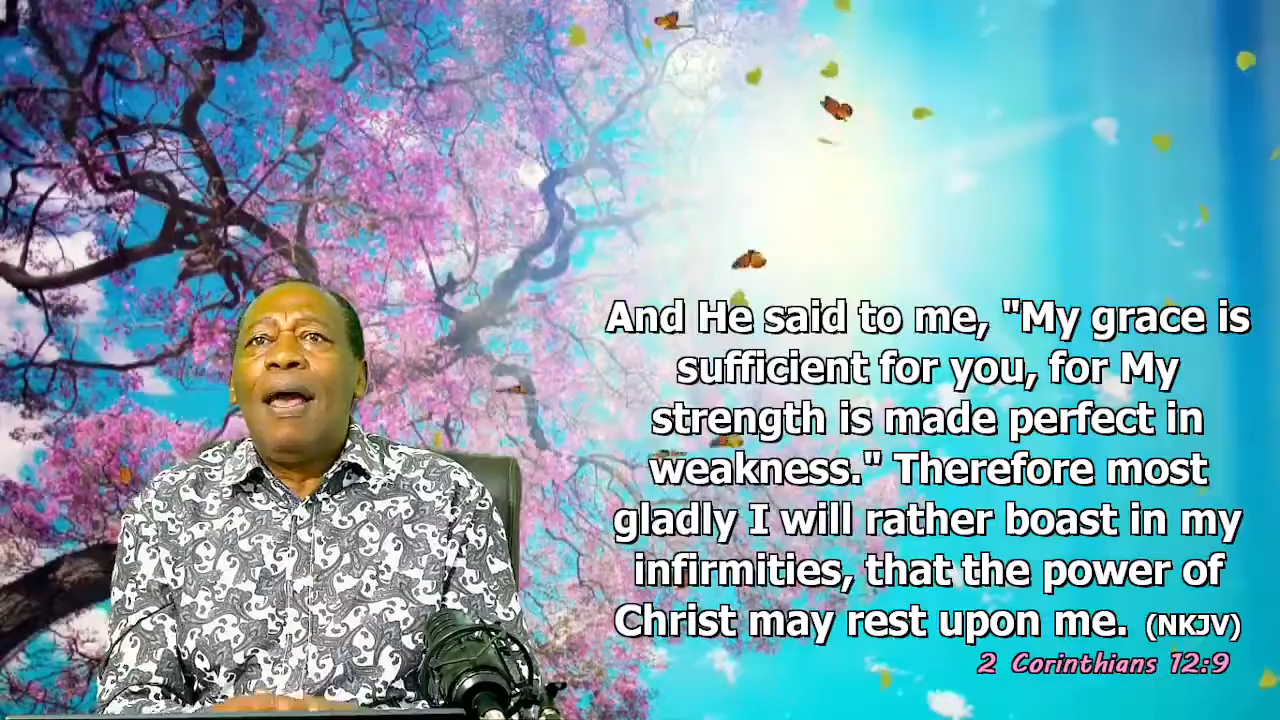 And He said to me, "My grace is
sufficient for you, for My
strength is made perfect in
weakness." Therefore most
gladly I will rather boast in my
infirmities, that the power of
Christ may rest upon me. (NKJV)
2 Corinthians 12:9